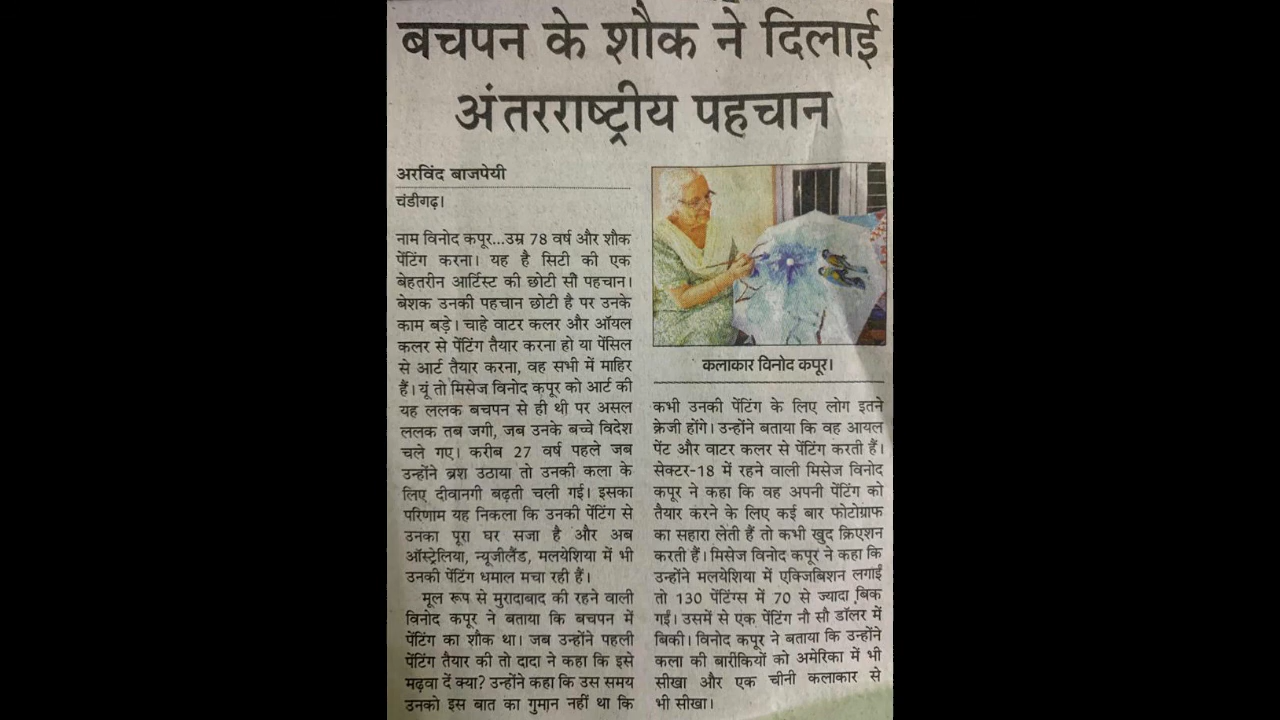 बचपन के शौक ने दिलाई
अंतरराष्ट्रीय पहचान
अरविंद बाजपेयी
चंडीगढ़।
नाम विनोद कपूर...उम्र 78 वर्ष और शौक
पेंटिंग करना। यह है सिटी की एक
बेहतरीन आर्टिस्ट की छोटी सी पहचान।
बेशक उनकी पहचान छोटी है पर उनके
काम बड़े। चाहे वाटर कलर और ऑयल
कलर से पेंटिंग तैयार करना हो या पेंसिल
से आर्ट तैयार करना, वह सभी में माहिर
हैं। यूं तो मिसेज विनोद कपूर को आर्ट की
यह ललक बचपन से ही थी पर असल
ललक तब जगी, जब उनके बच्चे विदेश
चले गए। करीब 27 वर्ष पहले जब
उन्होंने ब्रश उठाया तो उनकी कला के
लिए दीवानगी बढ़ती चली गई। इसका
परिणाम यह निकला कि उनकी पेंटिंग से
उनका पूरा घर सजा है और अब
ऑस्ट्रेलिया, न्यूजीलैंड, मलयेशिया में भी
उनकी पेंटिंग धमाल मचा रही हैं।
मूल रूप से मुरादाबाद की रहने वाली
विनोद कपूर ने बताया कि बचपन में
पेंटिंग का शौक था। जब उन्होंने पहली
पेंटिंग तैयार की तो दादा ने कहा कि इसे
मढ़वा दें क्या? उन्होंने कहा कि उस समय
उनको इस बात का गुमान नहीं था कि
कलाकार विनोद कपूर।
कभी उनकी पेंटिंग के लिए लोग इतने
क्रेजी होंगे। उन्होंने बताया कि वह आयल
पेंट और वाटर कलर से पेंटिंग करती हैं।
सेक्टर-18 में रहने वाली मिसेज विनोद
कपूर ने कहा कि वह अपनी पेंटिंग को
तैयार करने के लिए कई बार फोटोग्राफ
का सहारा लेती हैं तो कभी खुद क्रिएशन
करती हैं। मिसेज विनोद कपूर ने कहा कि
उन्होंने मलयेशिया में एक्जिबिशन लगाई
तो 130 पेंटिंग्स में 70 से ज्यादा बिक
गईं। उसमें से एक पेंटिंग नौ सौ डॉलर में
बिकी। विनोद कपूर ने बताया कि उन्होंने
कला की बारीकियों को अमेरिका में भी
सीखा और एक चीनी कलाकार से
भी सीखा।